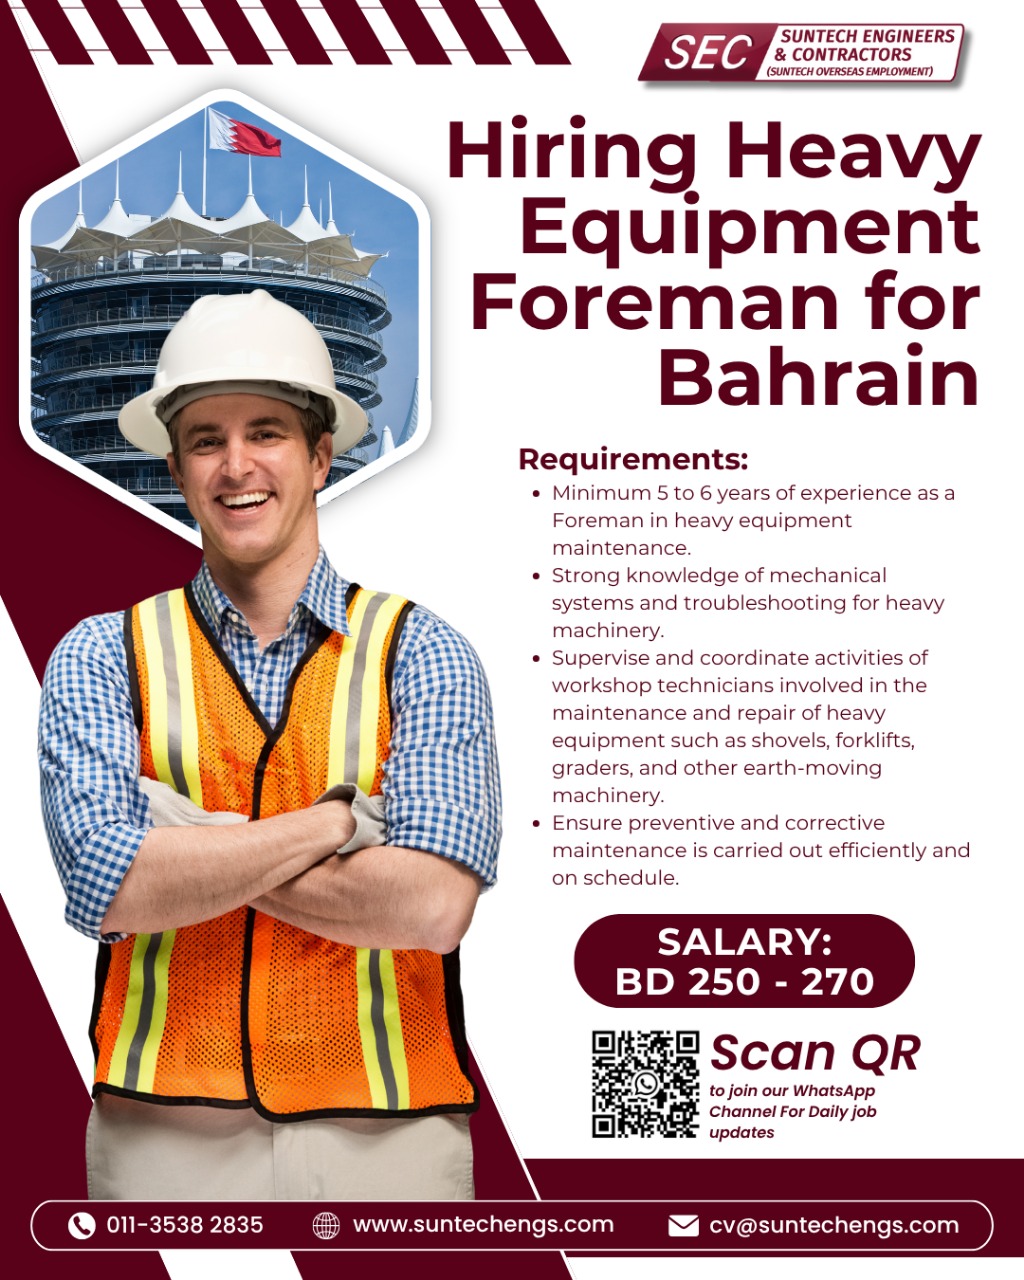 SEC
SUNTECH ENGINEERS
& CONTRACTORS
(SUNTECH OVERSEAS EMPLOYMENT)
Hiring Heavy
Equipment
Foreman for
Bahrain
Requirements:
• Minimum 5 to 6 years of experience as a
Foreman in heavy equipment
maintenance.
• Strong knowledge of mechanical
systems and troubleshooting for heavy
machinery.
• Supervise and coordinate activities of
workshop technicians involved in the
maintenance and repair of heavy
equipment such as shovels, forklifts,
graders, and other earth-moving
machinery.
• Ensure preventive and corrective
maintenance is carried out efficiently and
on schedule.
SALARY:
BD 250 - 270
Scan QR
to join our WhatsApp
Channel For Daily job
updates
011-3538 2835
www.suntechengs.com
cv@suntechengs.com